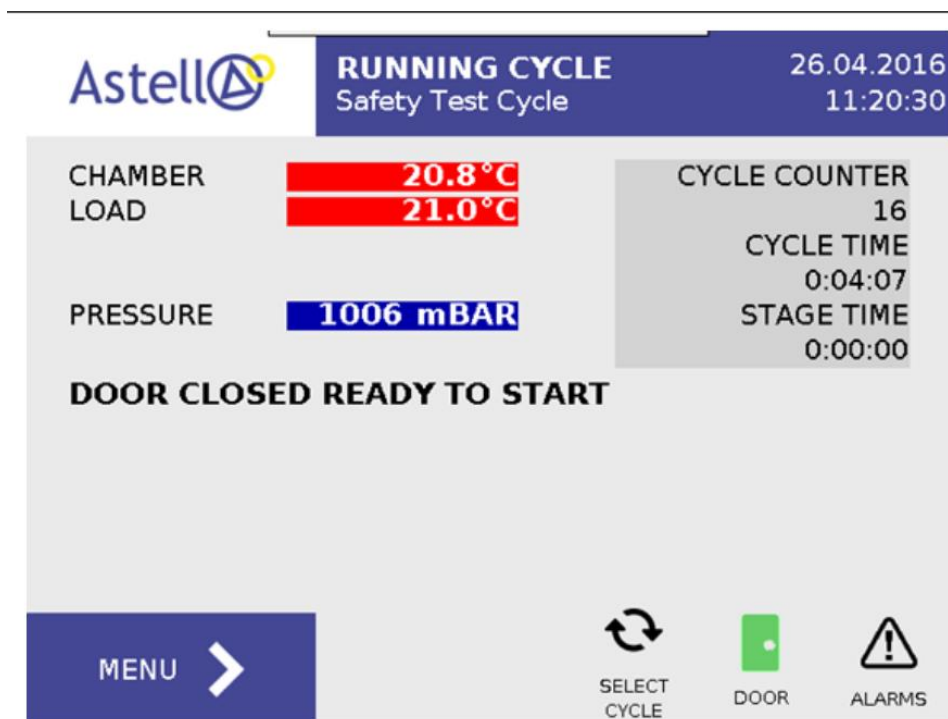 Astell
RUNNING CYCLE
Safety Test Cycle
26.04.2016
11:20:30
CHAMBER 20.8°C
LOAD 21.0°C
PRESSURE 1006 mBAR
CYCLE COUNTER
16
CYCLE TIME
0:04:07
STAGE TIME
0:00:00
DOOR CLOSED READY TO START
MENU
SELECT
CYCLE
DOOR
ALARMS